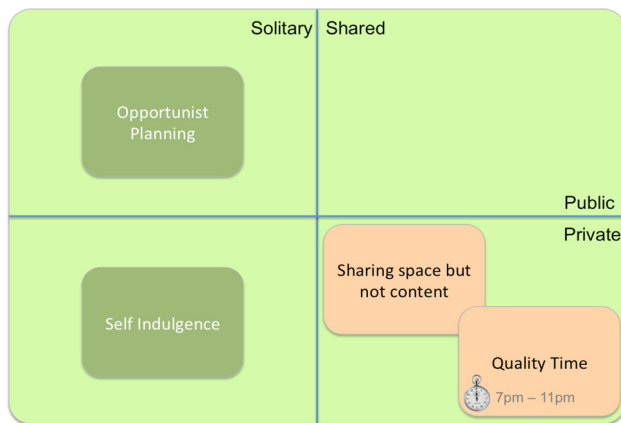 Solitary
Shared
Opportunist
Planning
Public
Private
Sharing space but
not content
Self Indulgence
Quality Time
7pm – 11pm